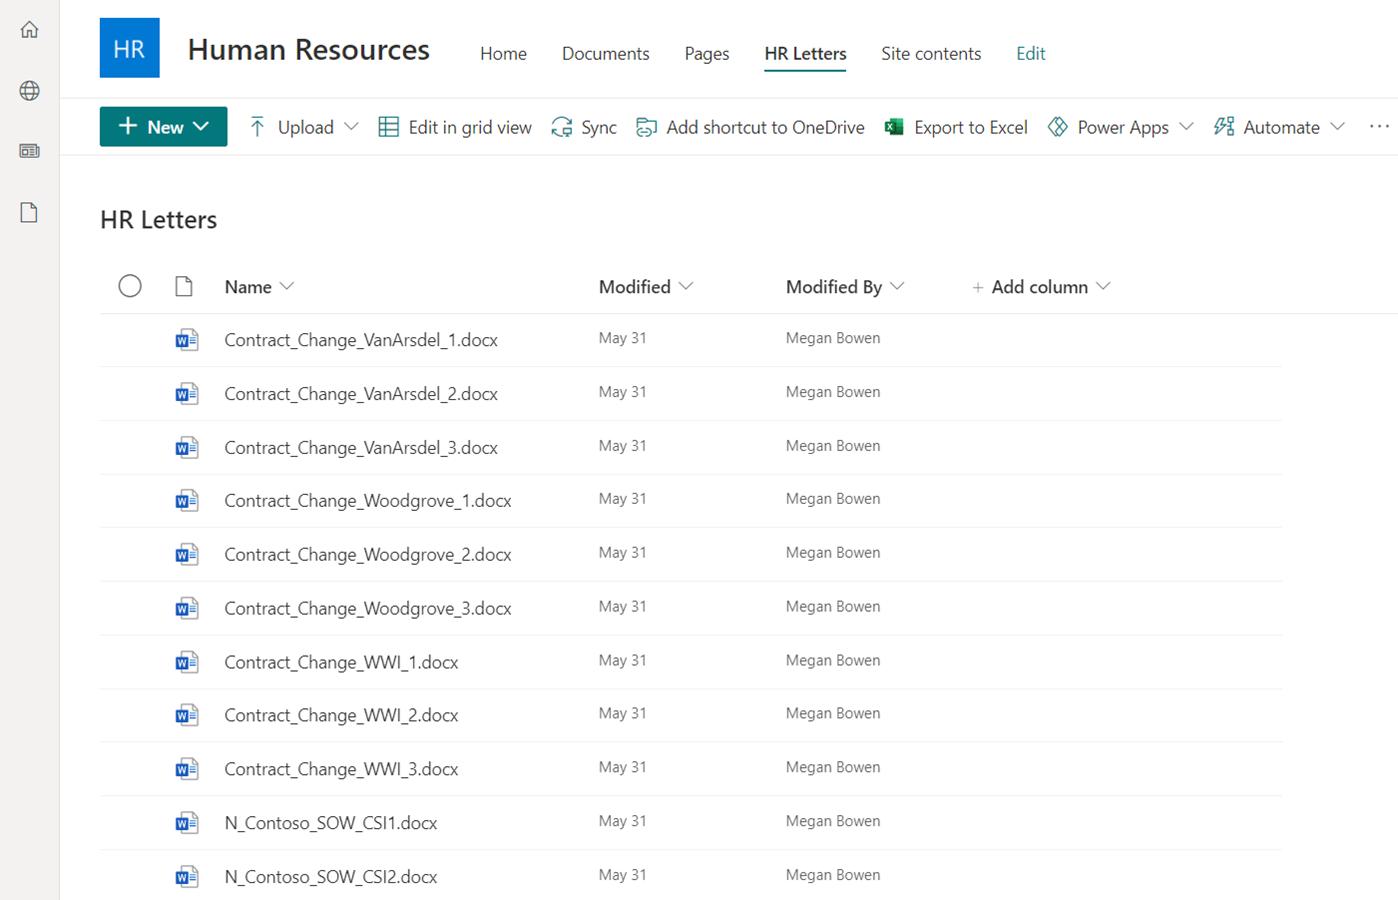 HR Human Resources Home Documents Pages HR Letters Site contents Edit
+ New Upload Edit in grid view Sync Add shortcut to OneDrive Export to Excel Power Apps Automate ...
HR Letters
Name Modified Modified By + Add column
Contract_Change_VanArsdel_1.docx May 31 Megan Bowen
Contract_Change_VanArsdel_2.docx May 31 Megan Bowen
Contract_Change_VanArsdel_3.docx May 31 Megan Bowen
Contract_Change_Woodgrove_1.docx May 31 Megan Bowen
Contract_Change_Woodgrove_2.docx May 31 Megan Bowen
Contract_Change_Woodgrove_3.docx May 31 Megan Bowen
Contract_Change_WWI_1.docx May 31 Megan Bowen
Contract_Change_WWI_2.docx May 31 Megan Bowen
Contract_Change_WWI_3.docx May 31 Megan Bowen
N_Contoso_SOW_CSI1.docx May 31 Megan Bowen
N_Contoso_SOW_CSI2.docx May 31 Megan Bowen